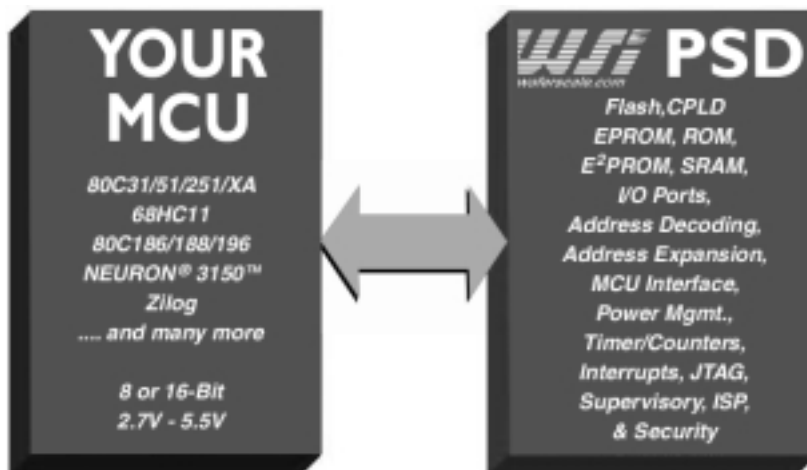 YOUR
MCU
80C31/51/251/XA
68HC11
80C186/188/196
NEURON® 3150™
Zilog
.... and many more
8 or 16-Bit
2.7V - 5.5V
WSi PSD
waferscale.com
Flash,CPLD
EPROM, ROM,
E²PROM, SRAM,
I/O Ports,
Address Decoding,
Address Expansion,
MCU Interface,
Power Mgmt.,
Timer/Counters,
Interrupts, JTAG,
Supervisory, ISP,
& Security